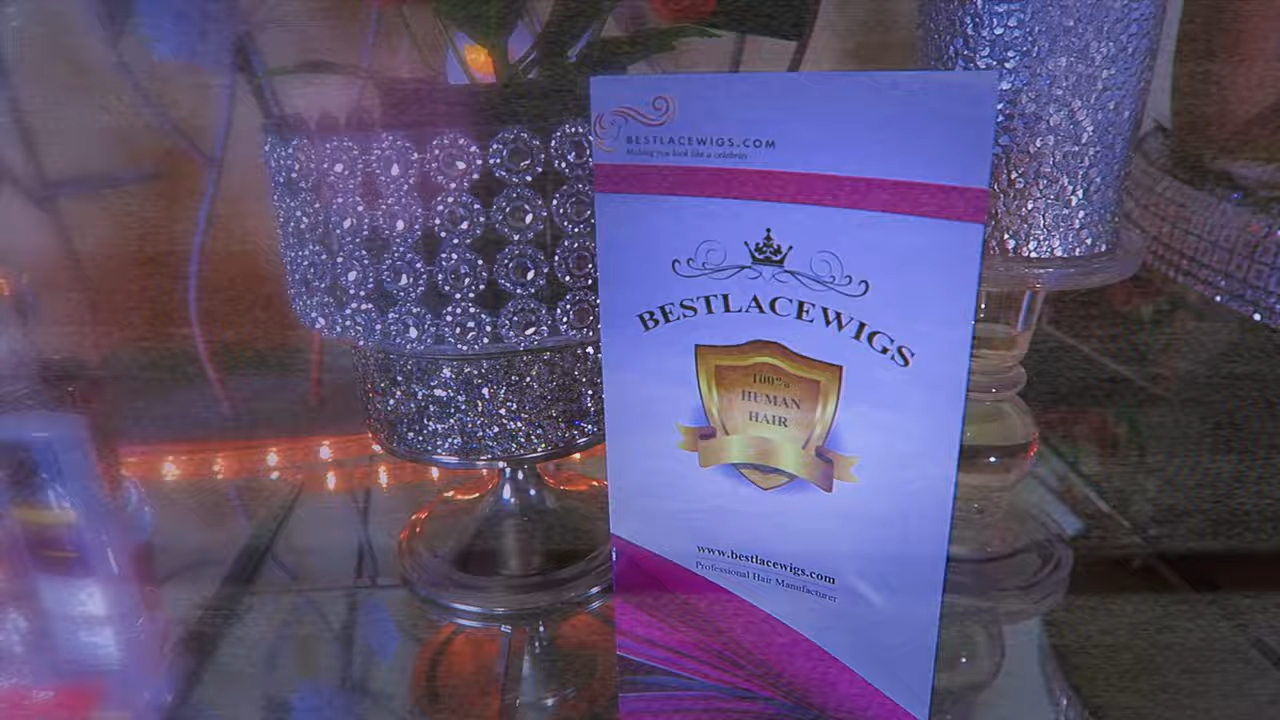 BESTLACEWIGS.COM
Making you look like a celebrity
BESTLACEWIGS
100%
HUMAN
HAIR
www.bestlacewigs.com
Professional Hair Manufacturer